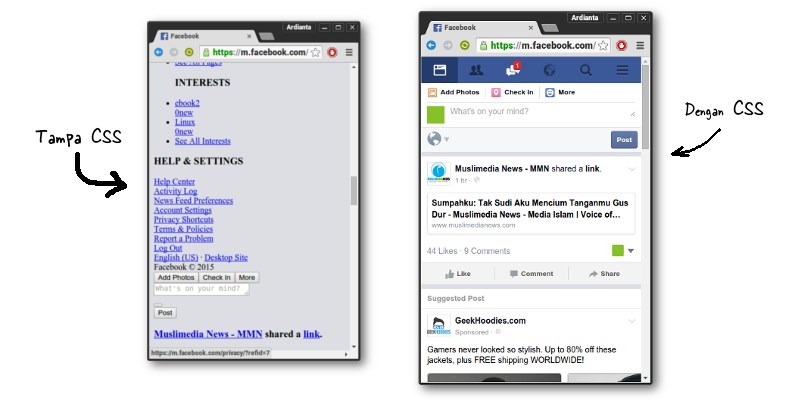 Tampa CSS
Ardianta
Facebook
https://m.facebook.com/
See All Pages
INTERESTS
ebook2
0new
Linux
0new
See All Interests
HELP & SETTINGS
Help Center
Activity Log
News Feed Preferences
Account Settings
Privacy Shortcuts
Terms & Policies
Report a Problem
Log Out
English (US) · Desktop Site
Facebook © 2015
Add Photos Check In More
What's on your mind?
Post
Muslimedia News - MMN shared a link.
https://m.facebook.com/privacy/?refid=7
Ardianta
Facebook
https://m.facebook.com/
1
Add Photos Check In More
What's on your mind?
Post
Muslimedia News - MMN shared a link.
1 hr ·
Sumpahku: Tak Sudi Aku Mencium Tanganmu Gus
Dur - Muslimedia News - Media Islam | Voice of...
www.muslimedianews.com
44 Likes · 9 Comments
Like Comment Share
Suggested Post
GeekHoodies.com
Sponsored ·
Gamers never looked so stylish. Up to 80% off these
jackets, plus FREE shipping WORLDWIDE!
Dengan CSS